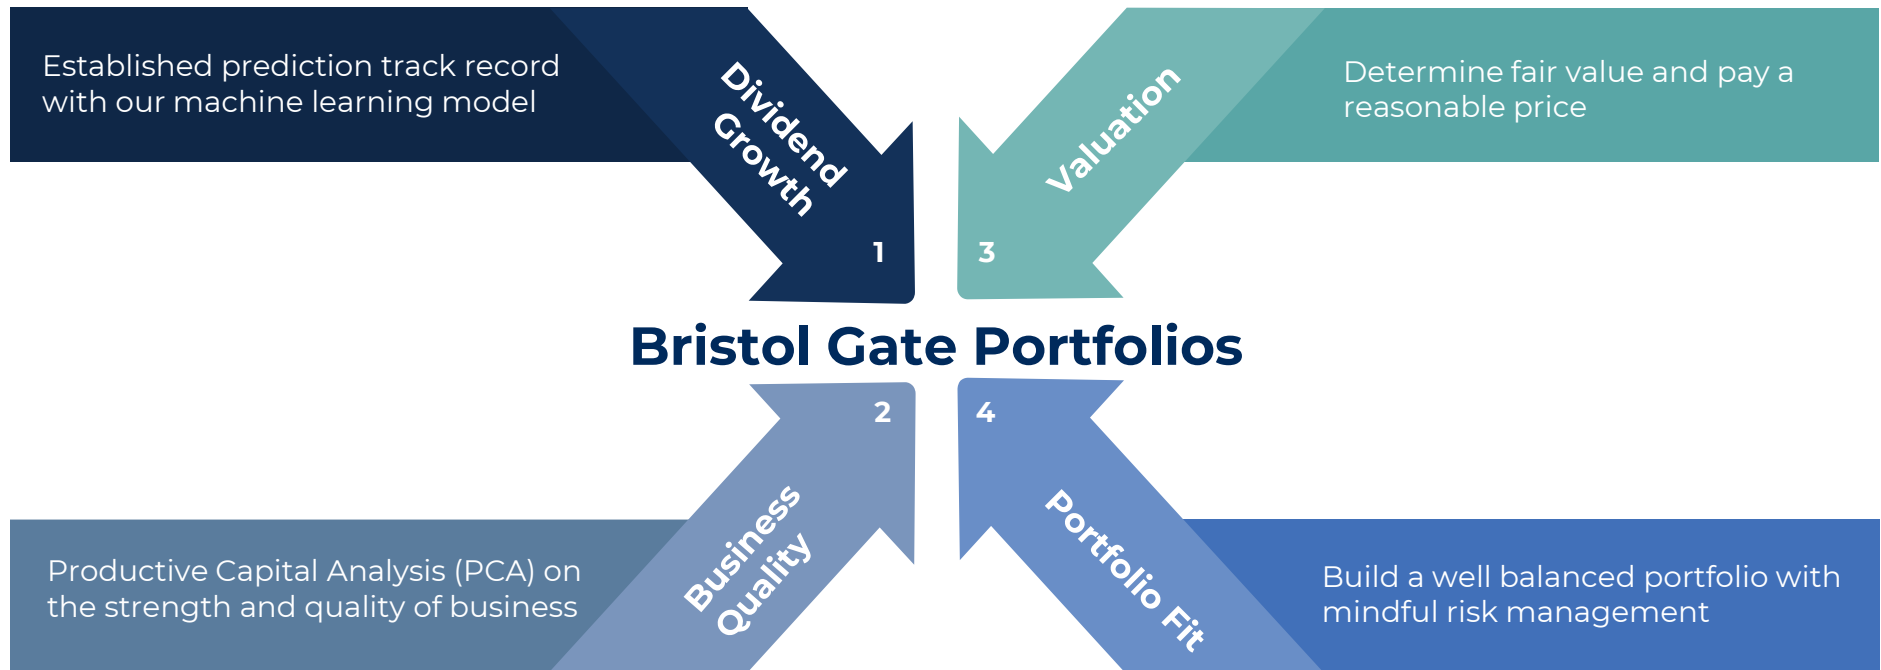 Established prediction track record
with our machine learning model
Dividend
Growth
1
Valuation
3
Determine fair value and pay a
reasonable price
Bristol Gate Portfolios
Productive Capital Analysis (PCA) on
the strength and quality of business
Business
Quality
2
4
Portfolio Fit
Build a well balanced portfolio with
mindful risk management